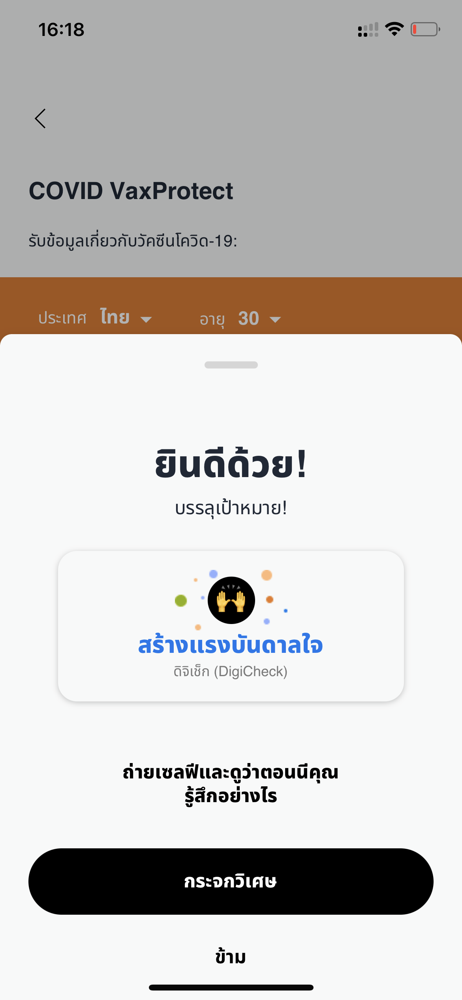 16:18
COVID VaxProtect
รับข้อมูลเกี่ยวกับวัคซีนโควิด-19:
ประเทศ ไทย อายุ 30
ยินดีด้วย!
บรรลุเป้าหมาย!
สร้างแรงบันดาลใจ
ดิจิเช็ก (DigiCheck)
ถ่ายเซลฟีและดูว่าตอนนี้คุณ
รู้สึกอย่างไร
กระจกวิเศษ
ข้าม